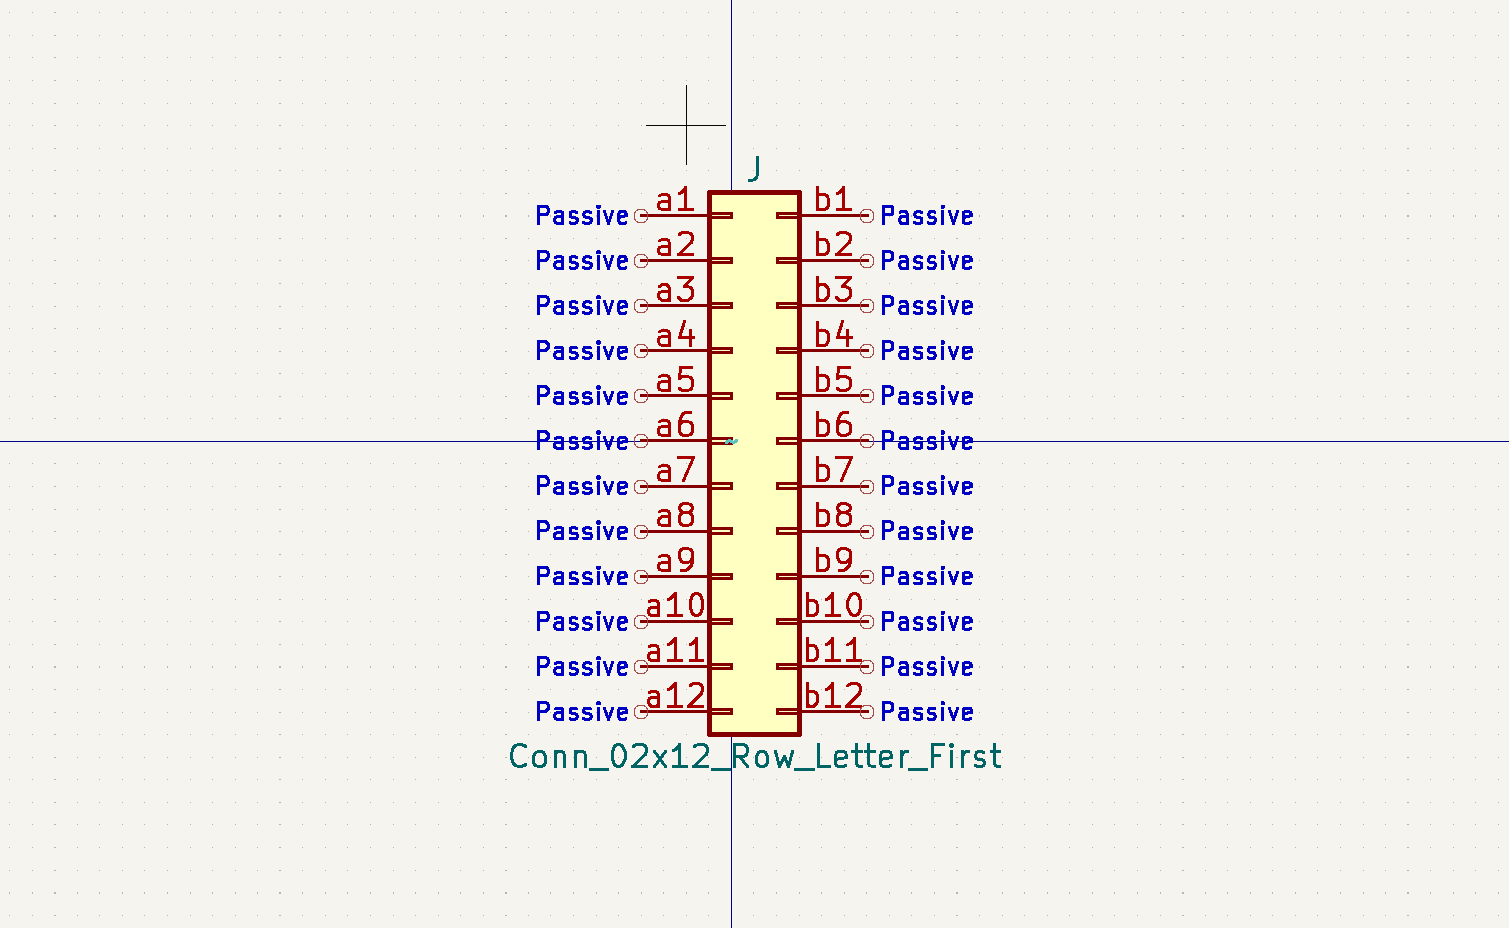 J
Passive a1 b1 Passive
Passive a2 b2 Passive
Passive a3 b3 Passive
Passive a4 b4 Passive
Passive a5 b5 Passive
Passive a6 b6 Passive
Passive a7 b7 Passive
Passive a8 b8 Passive
Passive a9 b9 Passive
Passive a10 b10 Passive
Passive a11 b11 Passive
Passive a12 b12 Passive
Conn_02x12_Row_Letter_First